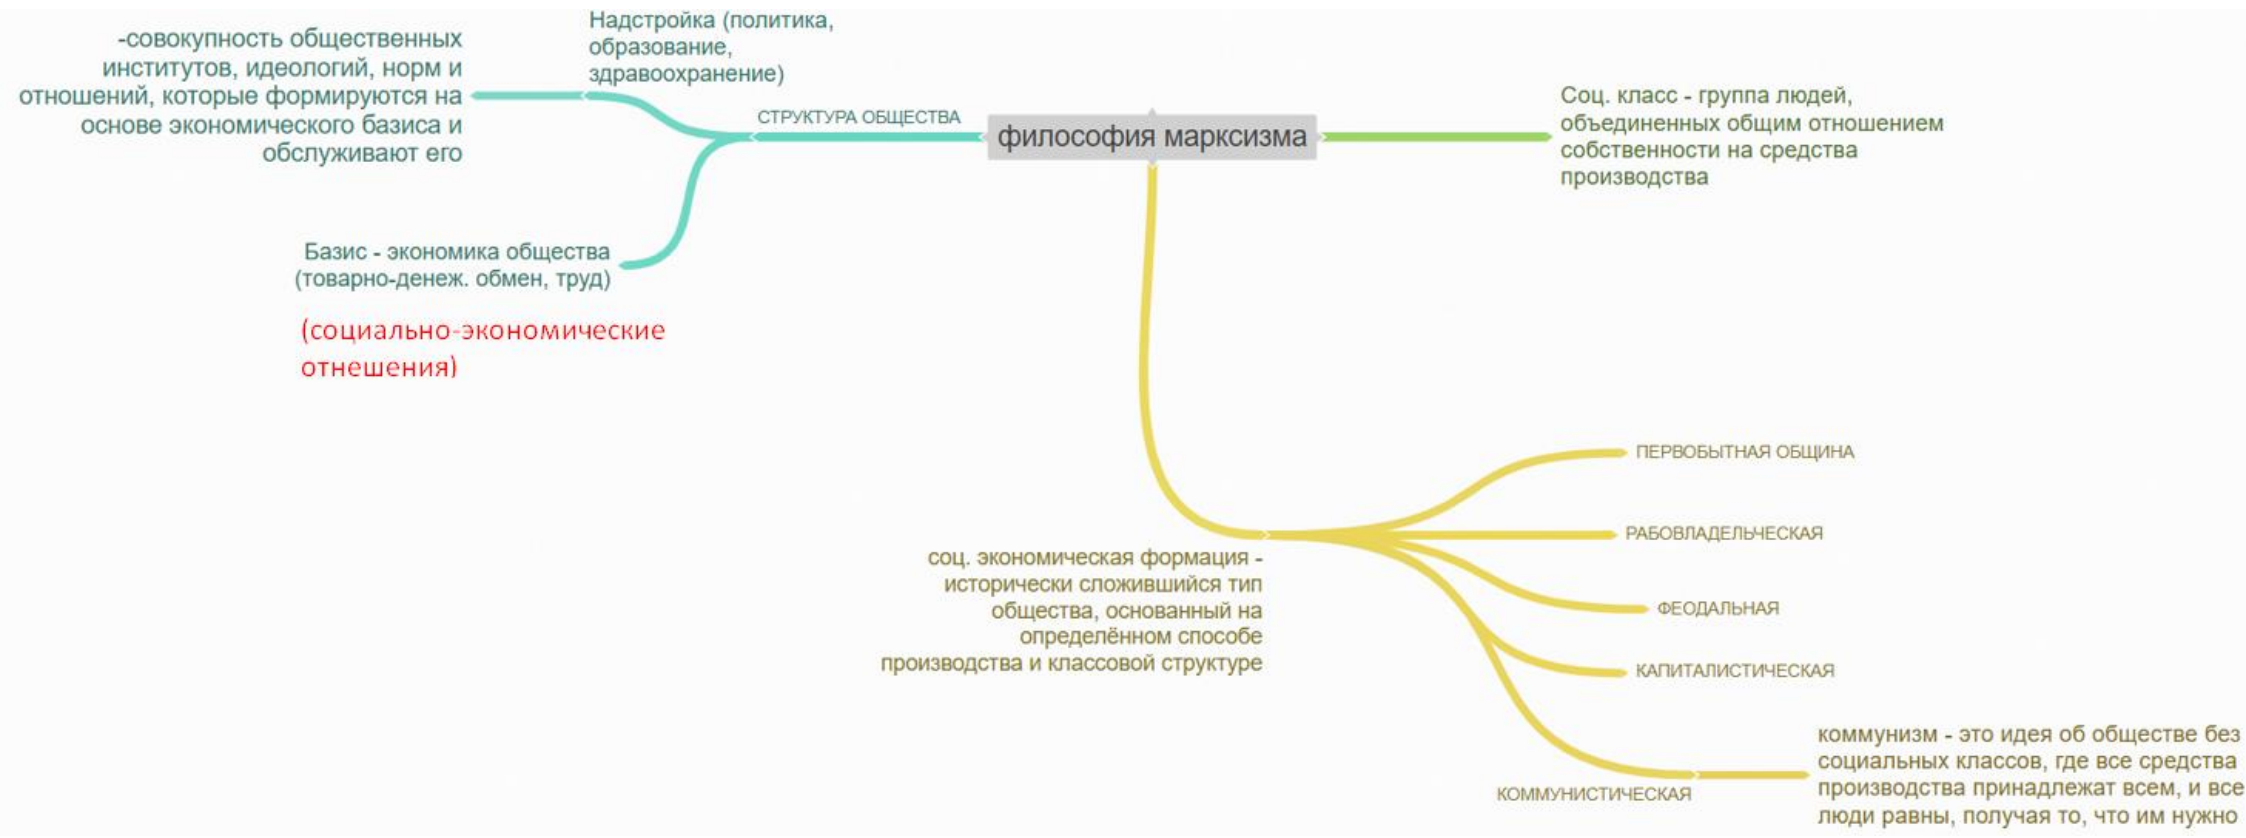 -совокупность общественных
институтов, идеологий, норм и
отношений, которые формируются на
основе экономического базиса и
обслуживают его
Надстройка (политика,
образование,
здравоохранение)
СТРУКТУРА ОБЩЕСТВА
Базис - экономика общества
(товарно-денеж. обмен, труд)
(социально-экономические
отнешения)
философия марксизма
Соц. класс - группа людей,
объединенных общим отношением
собственности на средства
производства
соц. экономическая формация -
исторически сложившийся тип
общества, основанный на
определённом способе
производства и классовой структуре
ПЕРВОБЫТНАЯ ОБЩИНА
РАБОВЛАДЕЛЬЧЕСКАЯ
ФЕОДАЛЬНАЯ
КАПИТАЛИСТИЧЕСКАЯ
КОММУНИСТИЧЕСКАЯ
коммунизм - это идея об обществе без
социальных классов, где все средства
производства принадлежат всем, и все
люди равны, получая то, что им нужно